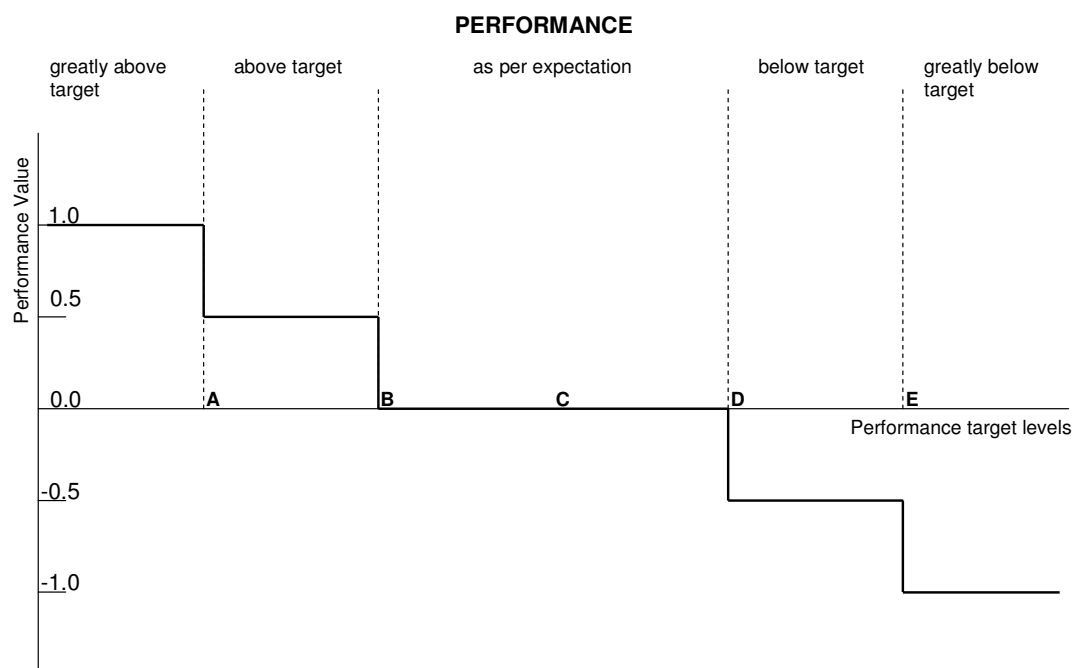 PERFORMANCE
greatly above
target
above target
as per expectation
below target
greatly below
target
Performance Value
1.0
0.5
0.0
A
B
C
D
E
Performance target levels
-0.5
-1.0